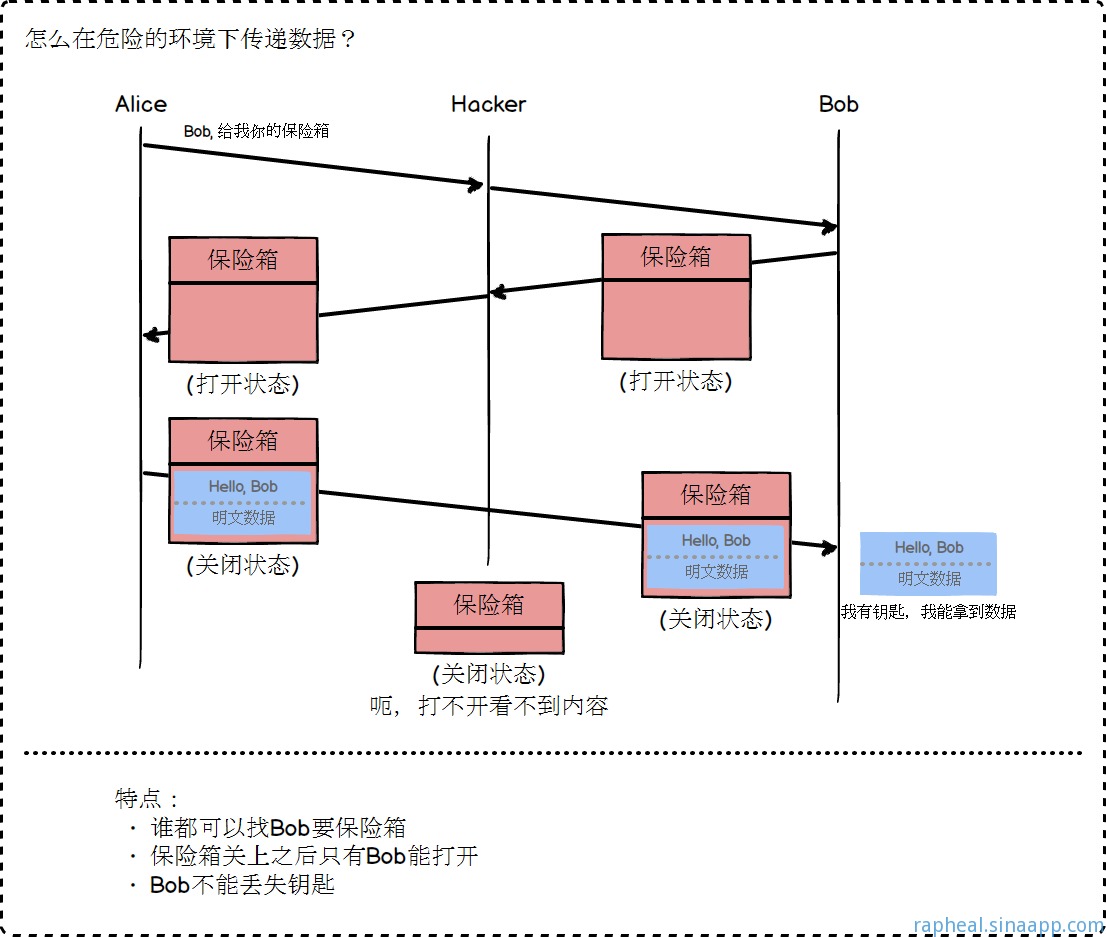 怎么在危险的环境下传递数据？
Alice
Hacker
Bob
Bob, 给我你的保险箱
保险箱
保险箱
(打开状态)
(打开状态)
保险箱
Hello, Bob
明文数据
(关闭状态)
保险箱
Hello, Bob
明文数据
(关闭状态)
Hello, Bob
明文数据
我有钥匙，我能拿到数据
保险箱
(关闭状态)
呃，打不开看不到内容
特点：
· 谁都可以找Bob要保险箱
· 保险箱关上之后只有Bob能打开
· Bob不能丢失钥匙
rapheal.sinaapp.com